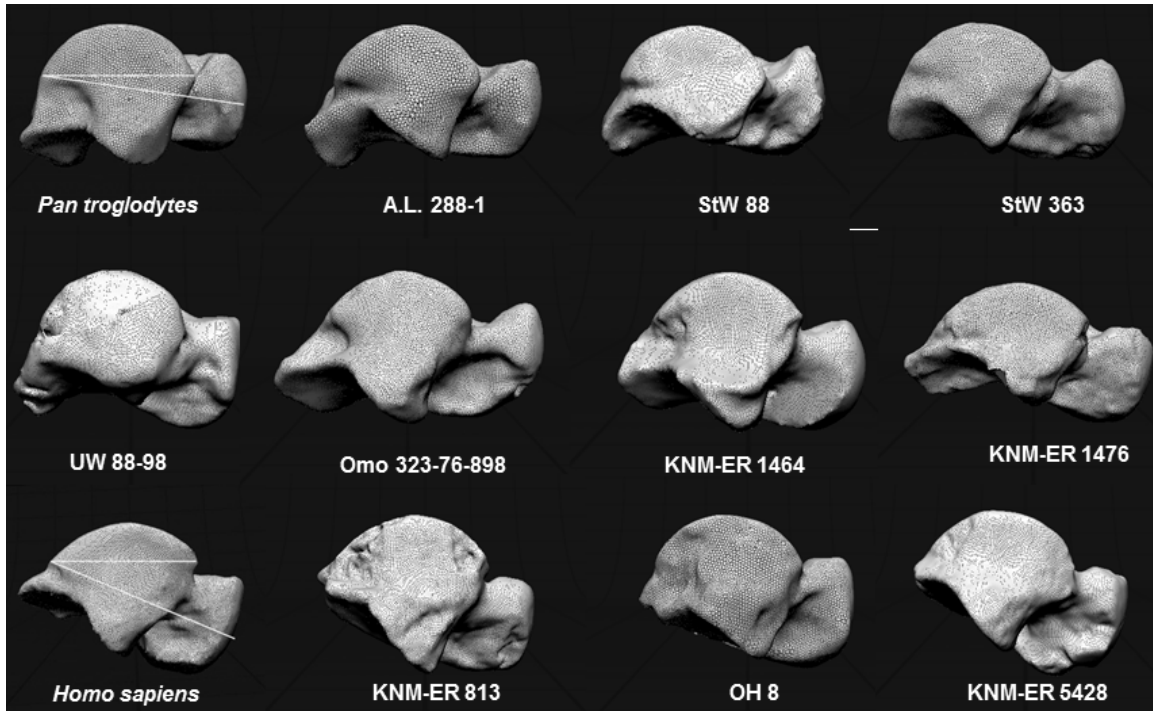 Pan troglodytes
A.L. 288-1
StW 88
StW 363
UW 88-98
Omo 323-76-898
KNM-ER 1464
KNM-ER 1476
Homo sapiens
KNM-ER 813
OH 8
KNM-ER 5428